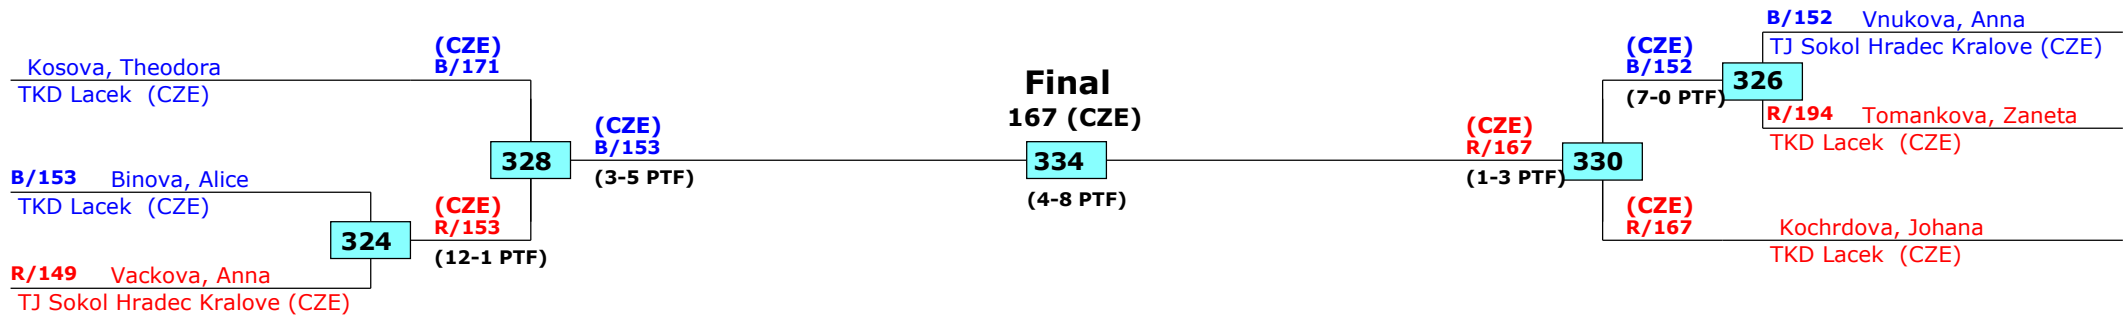 (CZE)
Kosova, Theodora B/171
TKD Lacek (CZE)
B/153 Binova, Alice
TKD Lacek (CZE)
324
R/149 Vackova, Anna
TJ Sokol Hradec Kralove (CZE)
(CZE)
R/153
(12-1 PTF)
328
(CZE)
B/153
(3-5 PTF)
Final
167 (CZE)
334
(4-8 PTF)
(CZE)
R/167
(1-3 PTF)
330
(CZE)
B/152
(7-0 PTF)
326
B/152 Vnukova, Anna
TJ Sokol Hradec Kralove (CZE)
R/194 Tomankova, Zaneta
TKD Lacek (CZE)
(CZE)
R/167 Kochrdova, Johana
TKD Lacek (CZE)